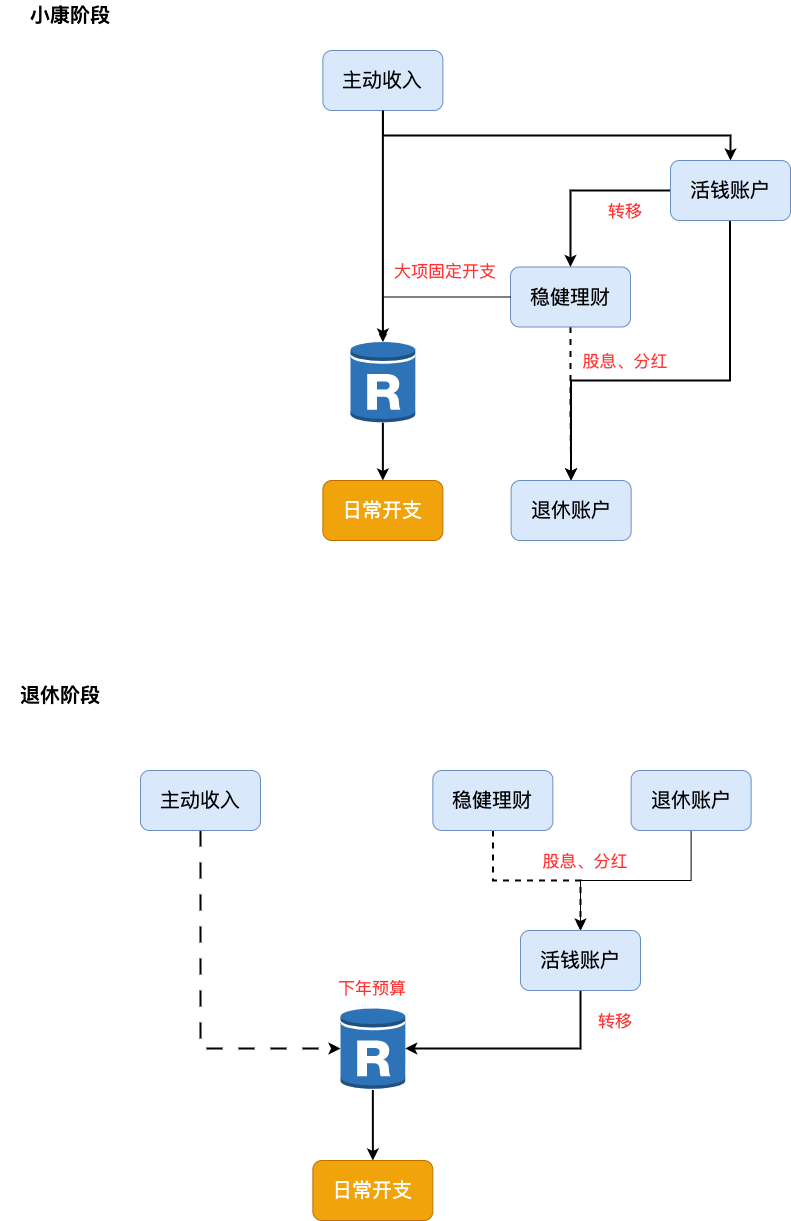 小康阶段
主动收入
活钱账户
转移
大项固定开支
稳健理财
股息、分红
R
日常开支
退休账户
退休阶段
主动收入
稳健理财
退休账户
股息、分红
活钱账户
下年预算
转移
R
日常开支